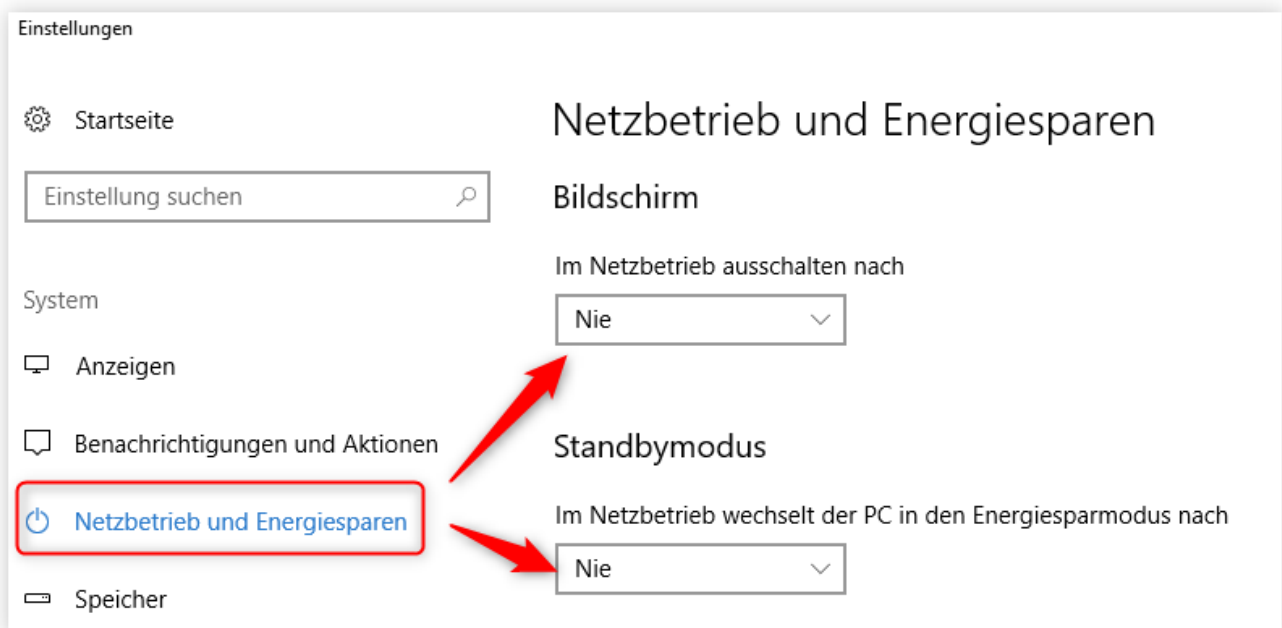 Einstellungen
Startseite
Einstellung suchen
System
Anzeigen
Benachrichtigungen und Aktionen
Netzbetrieb und Energiesparen
Speicher
Netzbetrieb und Energiesparen
Bildschirm
Im Netzbetrieb ausschalten nach
Nie
Standbymodus
Im Netzbetrieb wechselt der PC in den Energiesparmodus nach
Nie